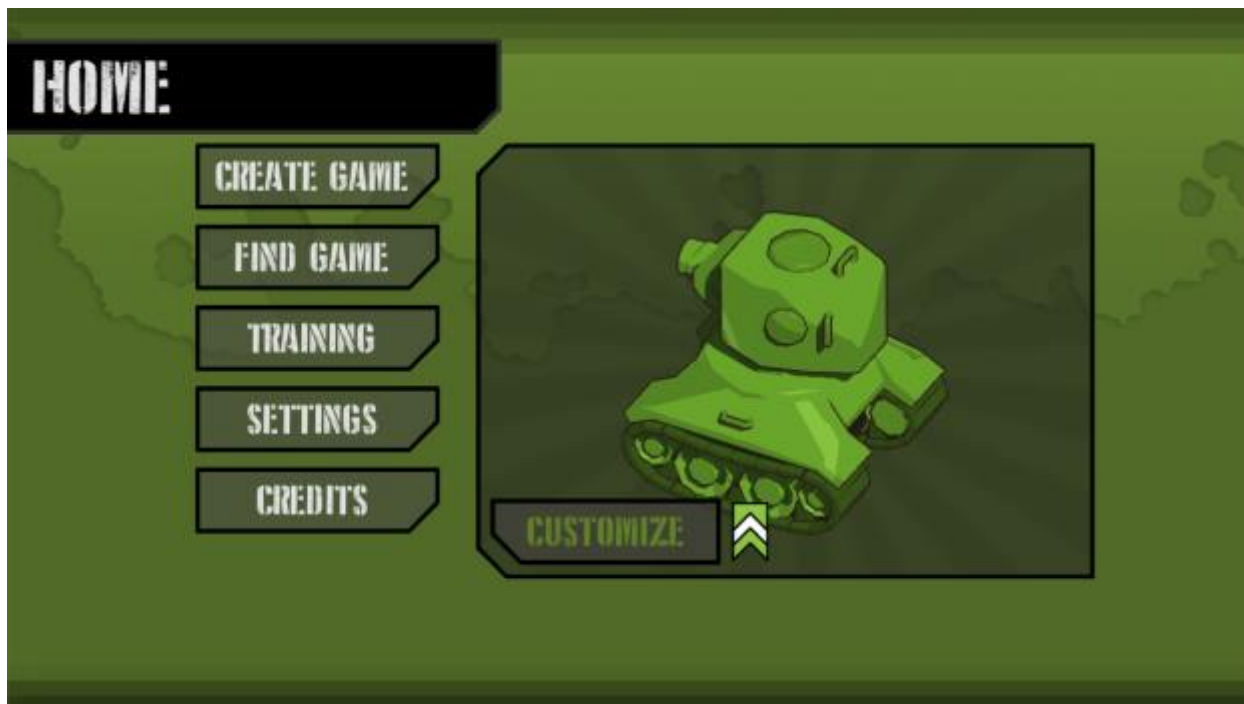 HOME
CREATE GAME
FIND GAME
TRAINING
SETTINGS
CREDITS
CUSTOMIZE